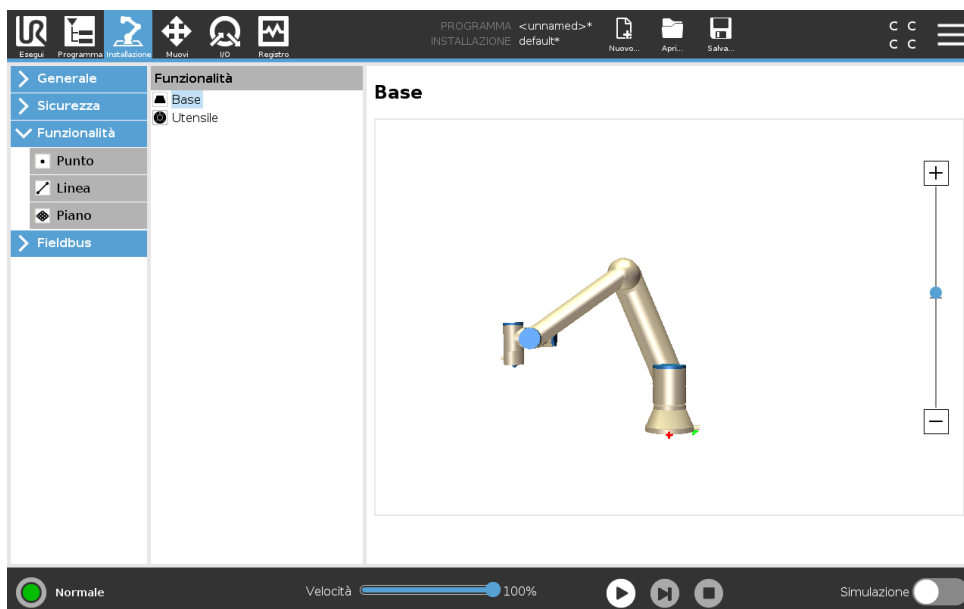 UR
Esegui
Programma
Installazione
Muovi
I/O
Registro
PROGRAMMA <unnamed>*
INSTALLAZIONE default*
Nuovo...
Apri...
Salva...
C C
C C
Generale
Sicurezza
Funzionalità
Punto
Linea
Piano
Fieldbus
Funzionalità
Base
Utensile
Base
+
−
Normale
Velocità
100%
Simulazione